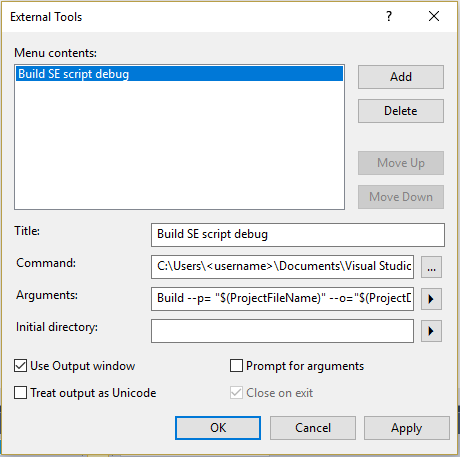 External Tools
?
Menu contents:
Build SE script debug
Add
Delete
Move Up
Move Down
Title:
Build SE script debug
Command:
C:\Users\<username>\Documents\Visual Studio
...
Arguments:
Build --p= "$(ProjectFileName)" --o="$(ProjectD
Initial directory:
Use Output window
Prompt for arguments
Treat output as Unicode
Close on exit
OK
Cancel
Apply